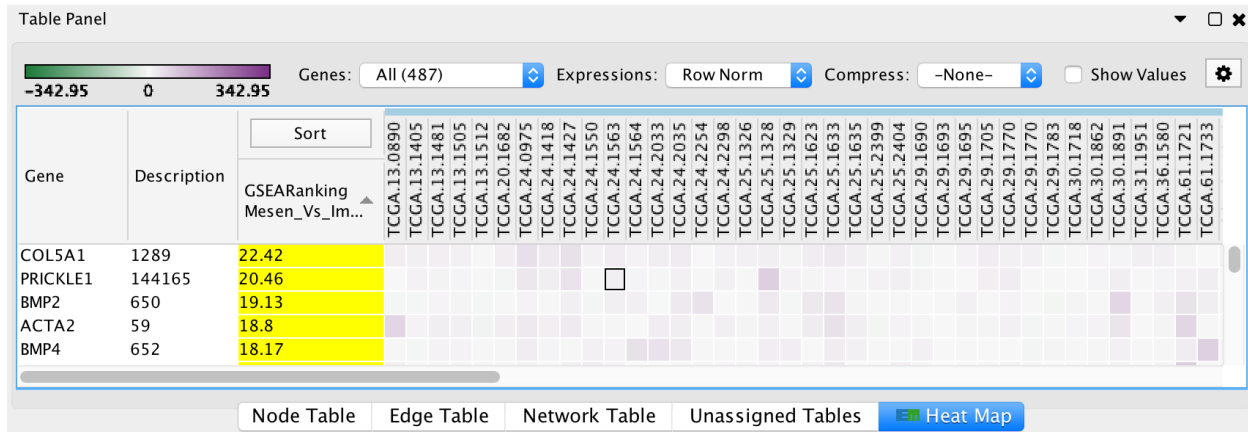 Table Panel
-342.95 0 342.95
Genes: All (487) Expressions: Row Norm Compress: -None- Show Values
Gene Description Sort
GSEARanking
Mesen_Vs_Im...
TCGA.13.0890
TCGA.13.1405
TCGA.13.1481
TCGA.13.1505
TCGA.13.1512
TCGA.20.1682
TCGA.24.0975
TCGA.24.1418
TCGA.24.1427
TCGA.24.1550
TCGA.24.1563
TCGA.24.1564
TCGA.24.2033
TCGA.24.2035
TCGA.24.2254
TCGA.24.2298
TCGA.25.1326
TCGA.25.1328
TCGA.25.1329
TCGA.25.1623
TCGA.25.1633
TCGA.25.1635
TCGA.25.2399
TCGA.25.2404
TCGA.29.1690
TCGA.29.1693
TCGA.29.1695
TCGA.29.1705
TCGA.29.1770
TCGA.29.1770
TCGA.29.1783
TCGA.30.1718
TCGA.30.1862
TCGA.30.1891
TCGA.31.1951
TCGA.36.1580
TCGA.61.1721
TCGA.61.1733
COL5A1 1289 22.42
PRICKLE1 144165 20.46
BMP2 650 19.13
ACTA2 59 18.8
BMP4 652 18.17
Node Table Edge Table Network Table Unassigned Tables Em Heat Map